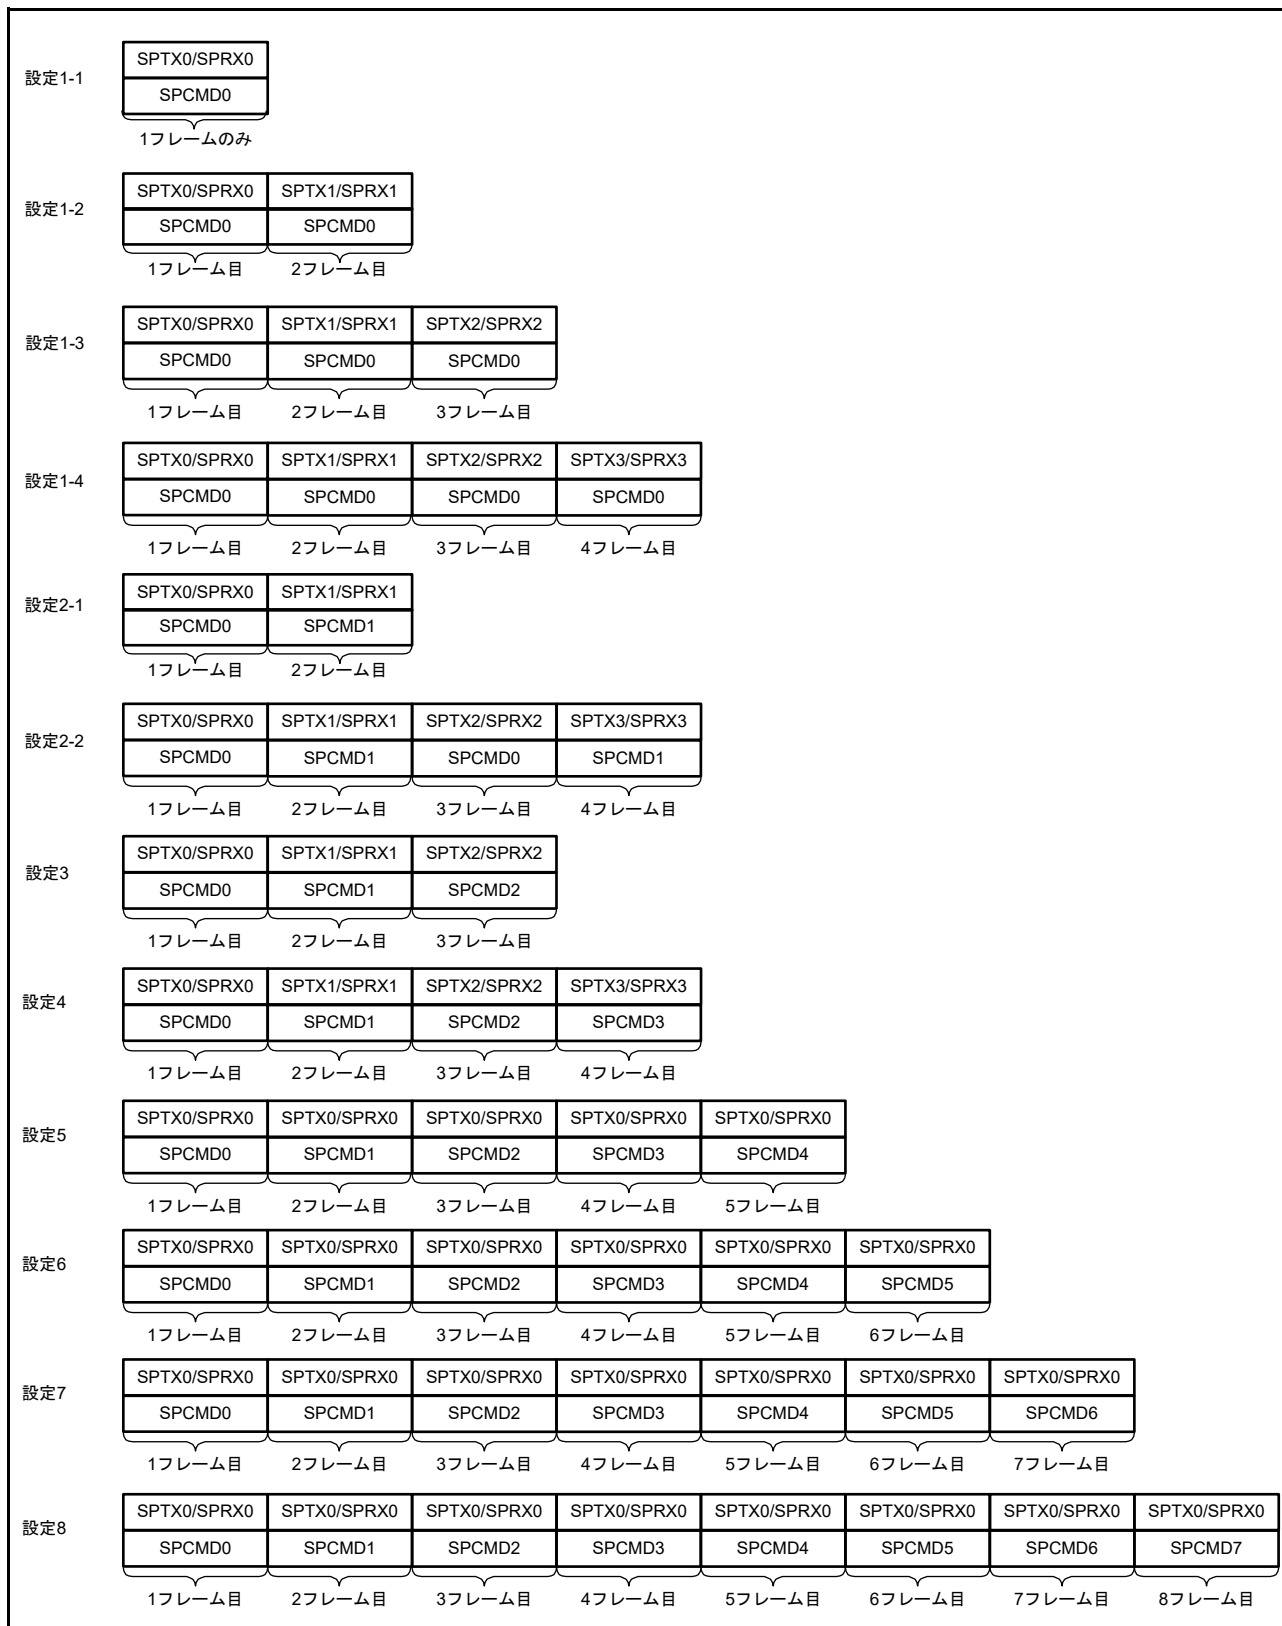 設定1-1
SPTX0/SPRX0
SPCMD0
1フレームのみ
設定1-2
SPTX0/SPRX0 SPTX1/SPRX1
SPCMD0 SPCMD0
1フレーム目 2フレーム目
設定1-3
SPTX0/SPRX0 SPTX1/SPRX1 SPTX2/SPRX2
SPCMD0 SPCMD0 SPCMD0
1フレーム目 2フレーム目 3フレーム目
設定1-4
SPTX0/SPRX0 SPTX1/SPRX1 SPTX2/SPRX2 SPTX3/SPRX3
SPCMD0 SPCMD0 SPCMD0 SPCMD0
1フレーム目 2フレーム目 3フレーム目 4フレーム目
設定2-1
SPTX0/SPRX0 SPTX1/SPRX1
SPCMD0 SPCMD1
1フレーム目 2フレーム目
設定2-2
SPTX0/SPRX0 SPTX1/SPRX1 SPTX2/SPRX2 SPTX3/SPRX3
SPCMD0 SPCMD1 SPCMD0 SPCMD1
1フレーム目 2フレーム目 3フレーム目 4フレーム目
設定3
SPTX0/SPRX0 SPTX1/SPRX1 SPTX2/SPRX2
SPCMD0 SPCMD1 SPCMD2
1フレーム目 2フレーム目 3フレーム目
設定4
SPTX0/SPRX0 SPTX1/SPRX1 SPTX2/SPRX2 SPTX3/SPRX3
SPCMD0 SPCMD1 SPCMD2 SPCMD3
1フレーム目 2フレーム目 3フレーム目 4フレーム目
設定5
SPTX0/SPRX0 SPTX0/SPRX0 SPTX0/SPRX0 SPTX0/SPRX0 SPTX0/SPRX0
SPCMD0 SPCMD1 SPCMD2 SPCMD3 SPCMD4
1フレーム目 2フレーム目 3フレーム目 4フレーム目 5フレーム目
設定6
SPTX0/SPRX0 SPTX0/SPRX0 SPTX0/SPRX0 SPTX0/SPRX0 SPTX0/SPRX0 SPTX0/SPRX0
SPCMD0 SPCMD1 SPCMD2 SPCMD3 SPCMD4 SPCMD5
1フレーム目 2フレーム目 3フレーム目 4フレーム目 5フレーム目 6フレーム目
設定7
SPTX0/SPRX0 SPTX0/SPRX0 SPTX0/SPRX0 SPTX0/SPRX0 SPTX0/SPRX0 SPTX0/SPRX0 SPTX0/SPRX0
SPCMD0 SPCMD1 SPCMD2 SPCMD3 SPCMD4 SPCMD5 SPCMD6
1フレーム目 2フレーム目 3フレーム目 4フレーム目 5フレーム目 6フレーム目 7フレーム目
設定8
SPTX0/SPRX0 SPTX0/SPRX0 SPTX0/SPRX0 SPTX0/SPRX0 SPTX0/SPRX0 SPTX0/SPRX0 SPTX0/SPRX0 SPTX0/SPRX0
SPCMD0 SPCMD1 SPCMD2 SPCMD3 SPCMD4 SPCMD5 SPCMD6 SPCMD7
1フレーム目 2フレーム目 3フレーム目 4フレーム目 5フレーム目 6フレーム目 7フレーム目 8フレーム目